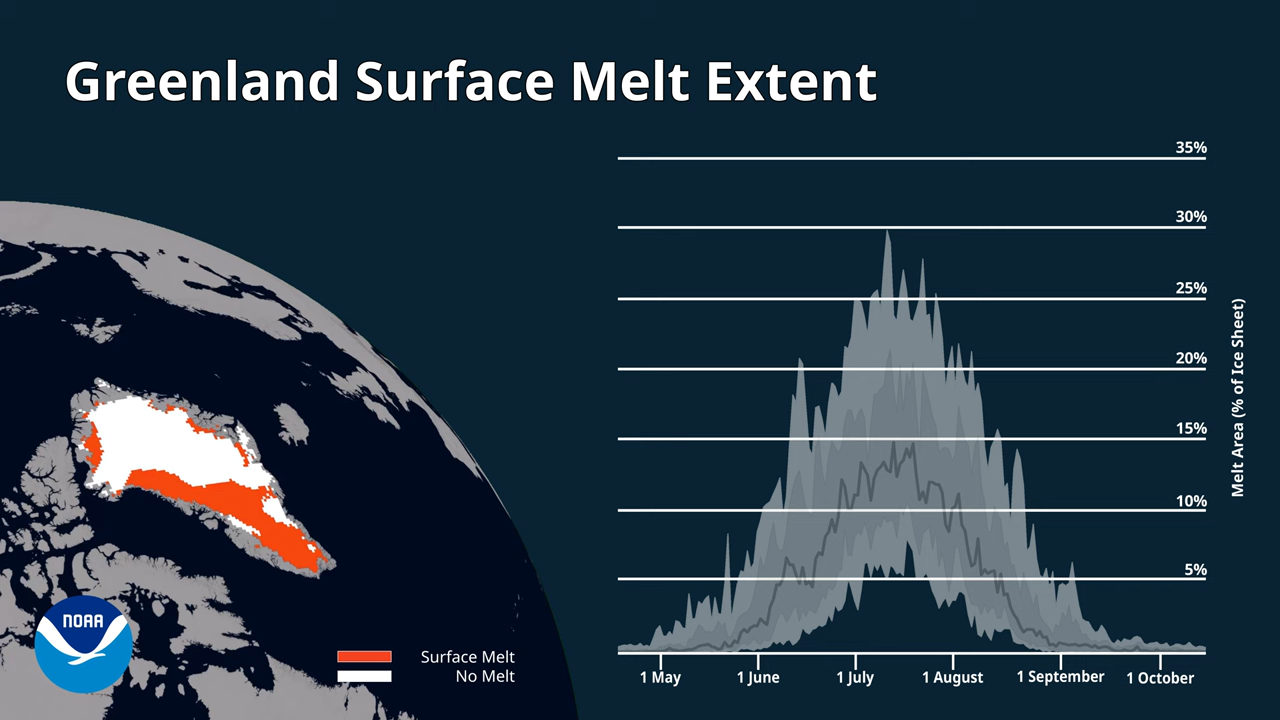 Greenland Surface Melt Extent
35%
30%
25%
20%
15%
10%
5%
Melt Area (% of Ice Sheet)
1 May
1 June
1 July
1 August
1 September
1 October
NOAA
Surface Melt
No Melt